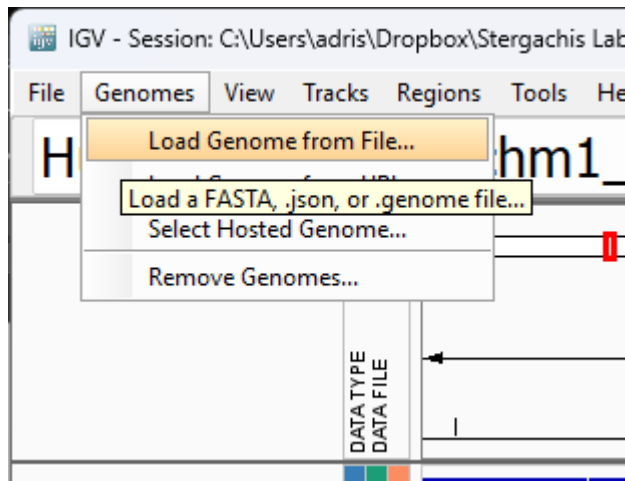 IGV - Session: C:\Users\adris\Dropbox\Stergachis Lab
File Genomes View Tracks Regions Tools He
Load Genome from File...
hm1_
Load a FASTA, .json, or .genome file...
Select Hosted Genome...
Remove Genomes...
DATA TYPE
DATA FILE